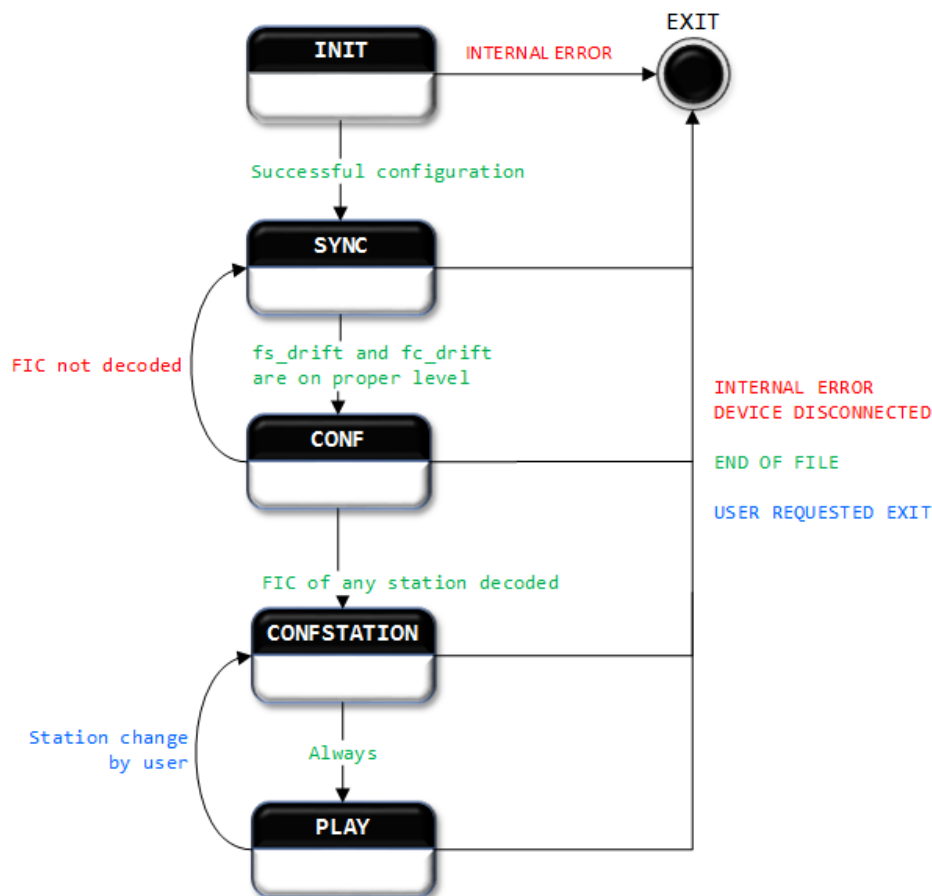 EXIT
INIT
INTERNAL ERROR
Successful configuration
SYNC
FIC not decoded
fs_drift and fc_drift
are on proper level
INTERNAL ERROR
DEVICE DISCONNECTED
CONF
END OF FILE
USER REQUESTED EXIT
FIC of any station decoded
CONFSTATION
Station change
by user
Always
PLAY